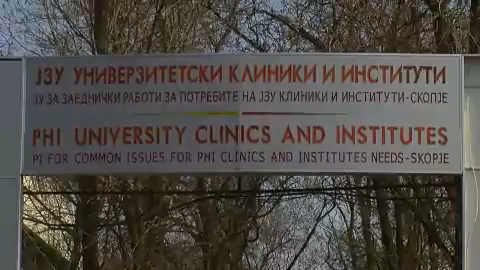 ЈЗУ УНИВЕРЗИТЕТСКИ КЛИНИКИ И ИНСТИТУТИ
ЈУ ЗА ЗАЕДНИЧКИ РАБОТИ ЗА ПОТРЕБИТЕ НА ЈЗУ КЛИНИКИ И ИНСТИТУТИ-СКОПЈЕ
PHI UNIVERSITY CLINICS AND INSTITUTES
PI FOR COMMON ISSUES FOR PHI CLINICS AND INSTITUTES NEEDS-SKOPJE